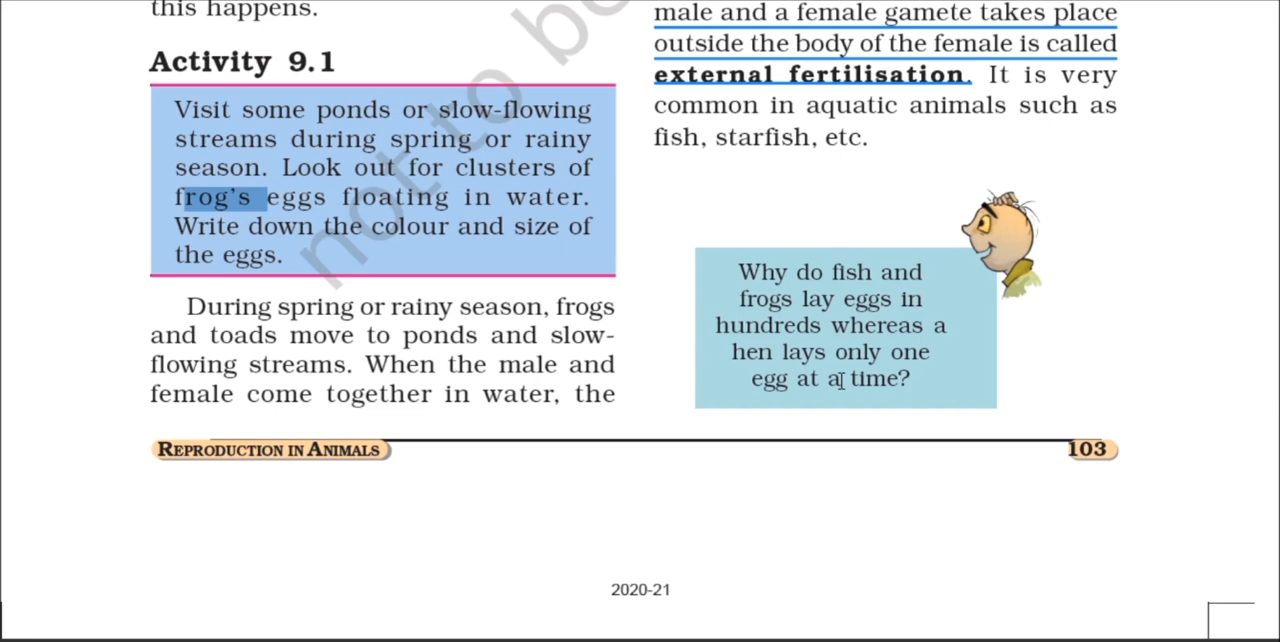 this happens.
Activity 9.1
Visit some ponds or slow-flowing
streams during spring or rainy
season. Look out for clusters of
frog's eggs floating in water.
Write down the colour and size of
the eggs.
During spring or rainy season, frogs
and toads move to ponds and slow-
flowing streams. When the male and
female come together in water, the
male and a female gamete takes place
outside the body of the female is called
external fertilisation. It is very
common in aquatic animals such as
fish, starfish, etc.
Why do fish and
frogs lay eggs in
hundreds whereas a
hen lays only one
egg at a time?
not to be
REPRODUCTION IN ANIMALS
103
2020-21